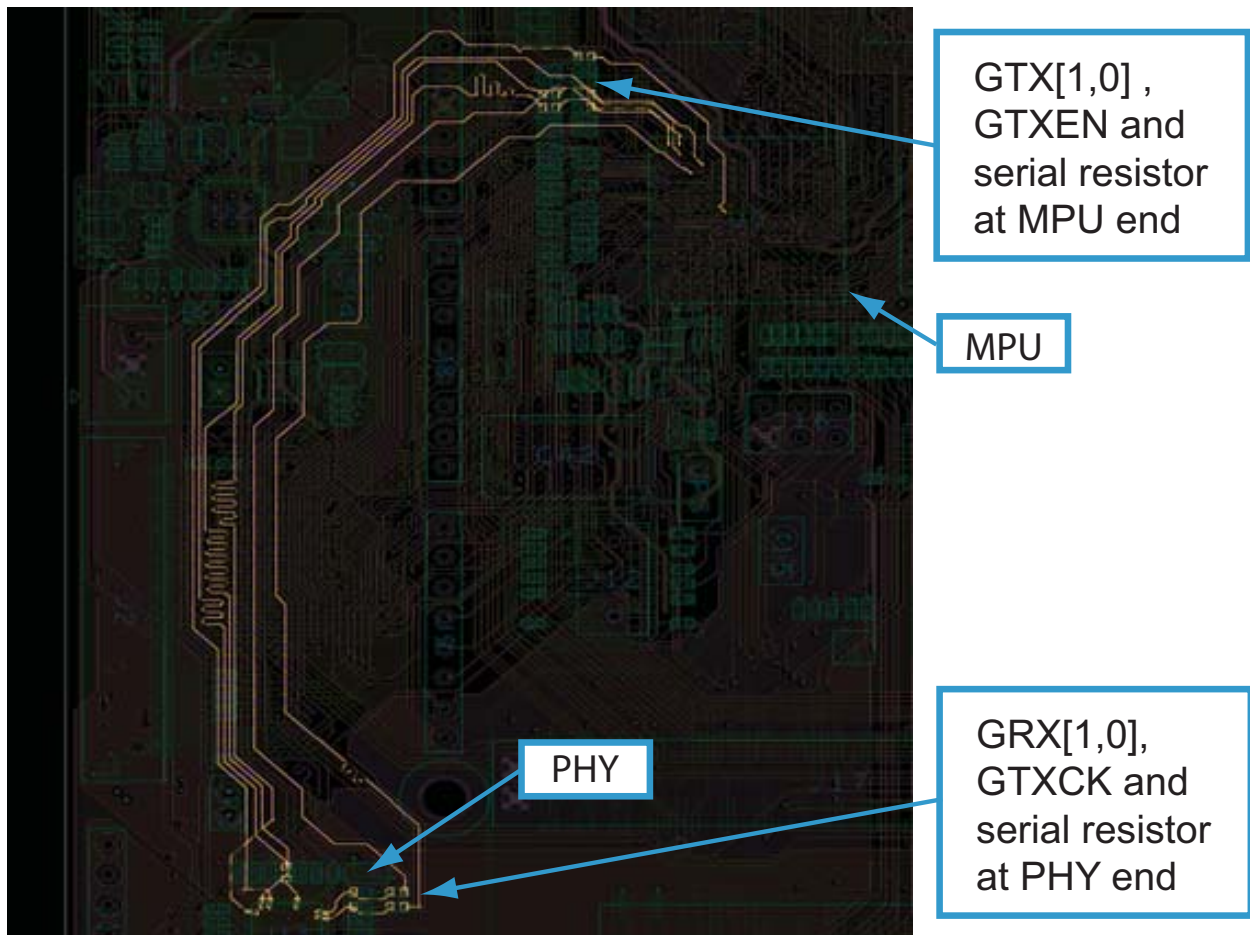 GTX[1,0] ,
GTXEN and
serial resistor
at MPU end
MPU
PHY
GRX[1,0],
GTXCK and
serial resistor
at PHY end